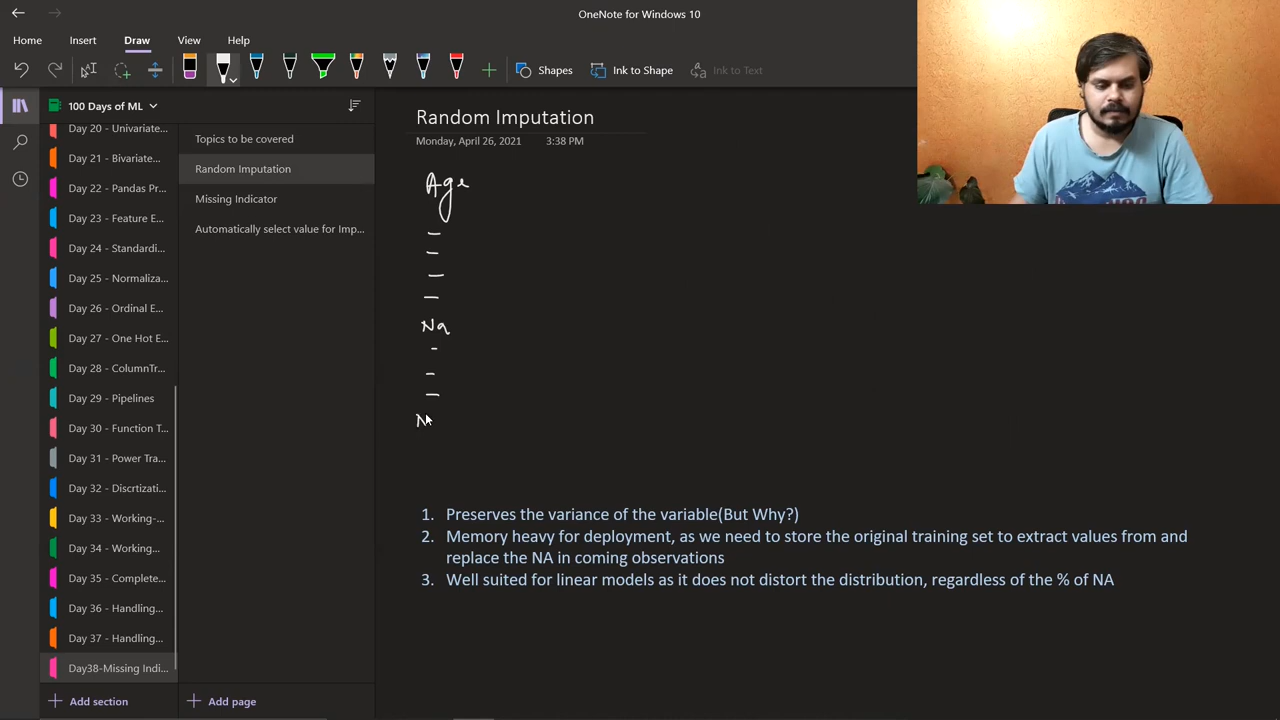 OneNote for Windows 10
Home
Insert
Draw
View
Help
Shapes
Ink to Shape
Ink to Text
100 Days of ML
Day 20 - Univariate...
Day 21 - Bivariate...
Day 22 - Pandas Pr...
Day 23 - Feature E...
Day 24 - Standardi...
Day 25 - Normaliza...
Day 26 - Ordinal E...
Day 27 - One Hot E...
Day 28 - ColumnTr...
Day 29 - Pipelines
Day 30 - Function T...
Day 31 - Power Tra...
Day 32 - Discrtizati...
Day 33 - Working-...
Day 34 - Working...
Day 35 - Complete...
Day 36 - Handling...
Day 37 - Handling...
Day38-Missing Indi...
Add section
Topics to be covered
Random Imputation
Missing Indicator
Automatically select value for Imp...
Add page
Random Imputation
Monday, April 26, 2021 3:38 PM
Age
–
–
–
–
Na
-
-
–
N
1. Preserves the variance of the variable(But Why?)
2. Memory heavy for deployment, as we need to store the original training set to extract values from and
replace the NA in coming observations
3. Well suited for linear models as it does not distort the distribution, regardless of the % of NA